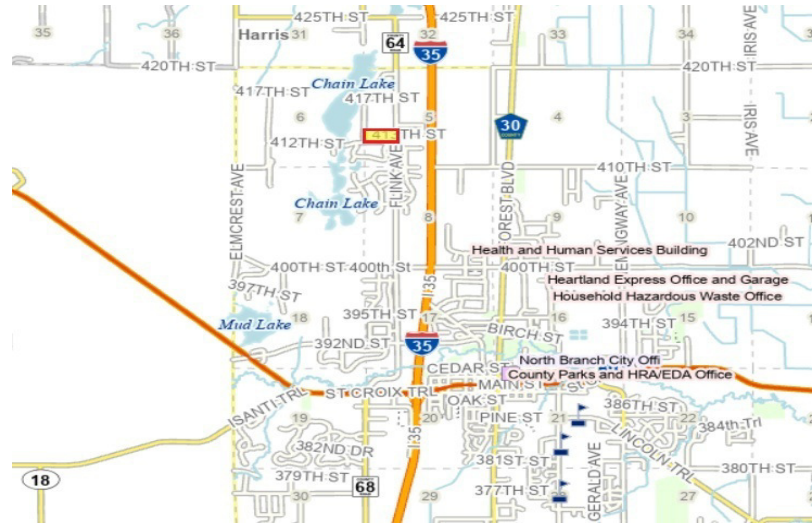 35
36
Harris
31
425TH ST
COUNTY
64
32
35
33
34
IRIS AVE
420TH ST
420TH ST
Chain Lake
417TH ST
417TH ST
6
5
4
3
30
COUNTY
412TH ST
TH ST
410TH ST
IRIS AVE
FLINK AVE
ELMCREST AVE
Chain Lake
7
8
9
10
402ND ST
Health and Human Services Building
400TH ST
400th St
400TH ST
Heartland Express Office and Garage
Household Hazardous Waste Office
397TH ST
I 35
18
395TH ST
17
15
394TH ST
Mud Lake
BIRCH ST
392ND ST
35
North Branch City Offi
CEDAR ST
County Parks and HRA/EDA Office
MAIN ST
ST CROIX TRL
OAK ST
386TH ST
ISANTI TRL
19
20
PINE ST
21
22
384th Trl
LINCOLN TRL
382ND DR
I 35
381ST ST
380TH ST
379TH ST
377TH ST
GERALD AVE
18
68
29
28
27